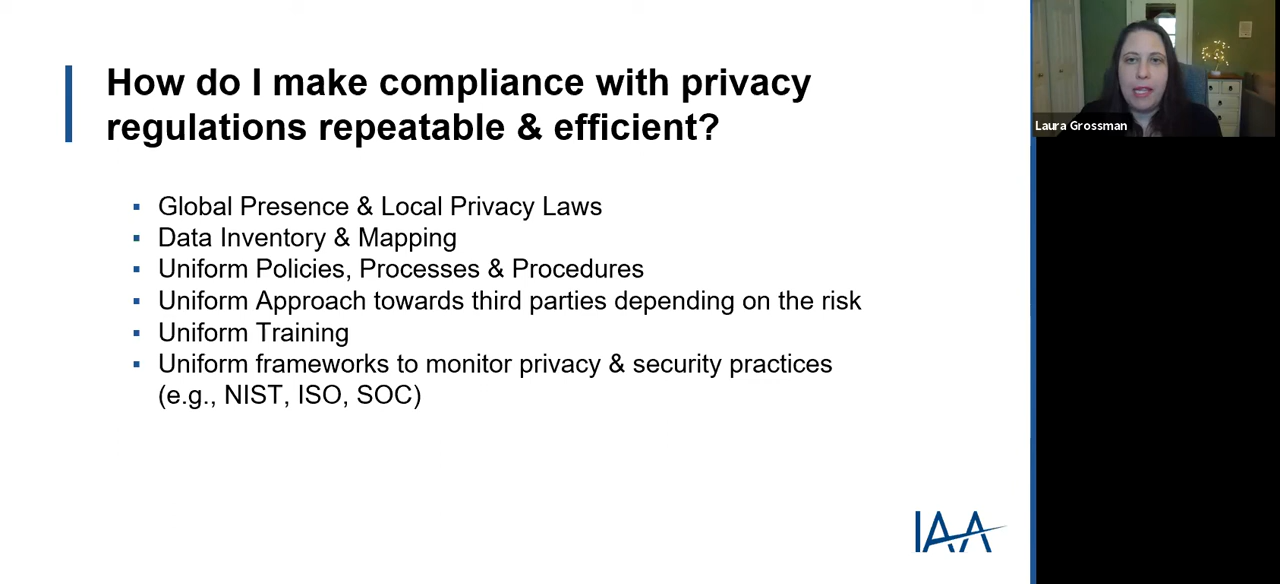 How do I make compliance with privacy
regulations repeatable & efficient?
▪ Global Presence & Local Privacy Laws
▪ Data Inventory & Mapping
▪ Uniform Policies, Processes & Procedures
▪ Uniform Approach towards third parties depending on the risk
▪ Uniform Training
▪ Uniform frameworks to monitor privacy & security practices
(e.g., NIST, ISO, SOC)
IAA
Laura Grossman